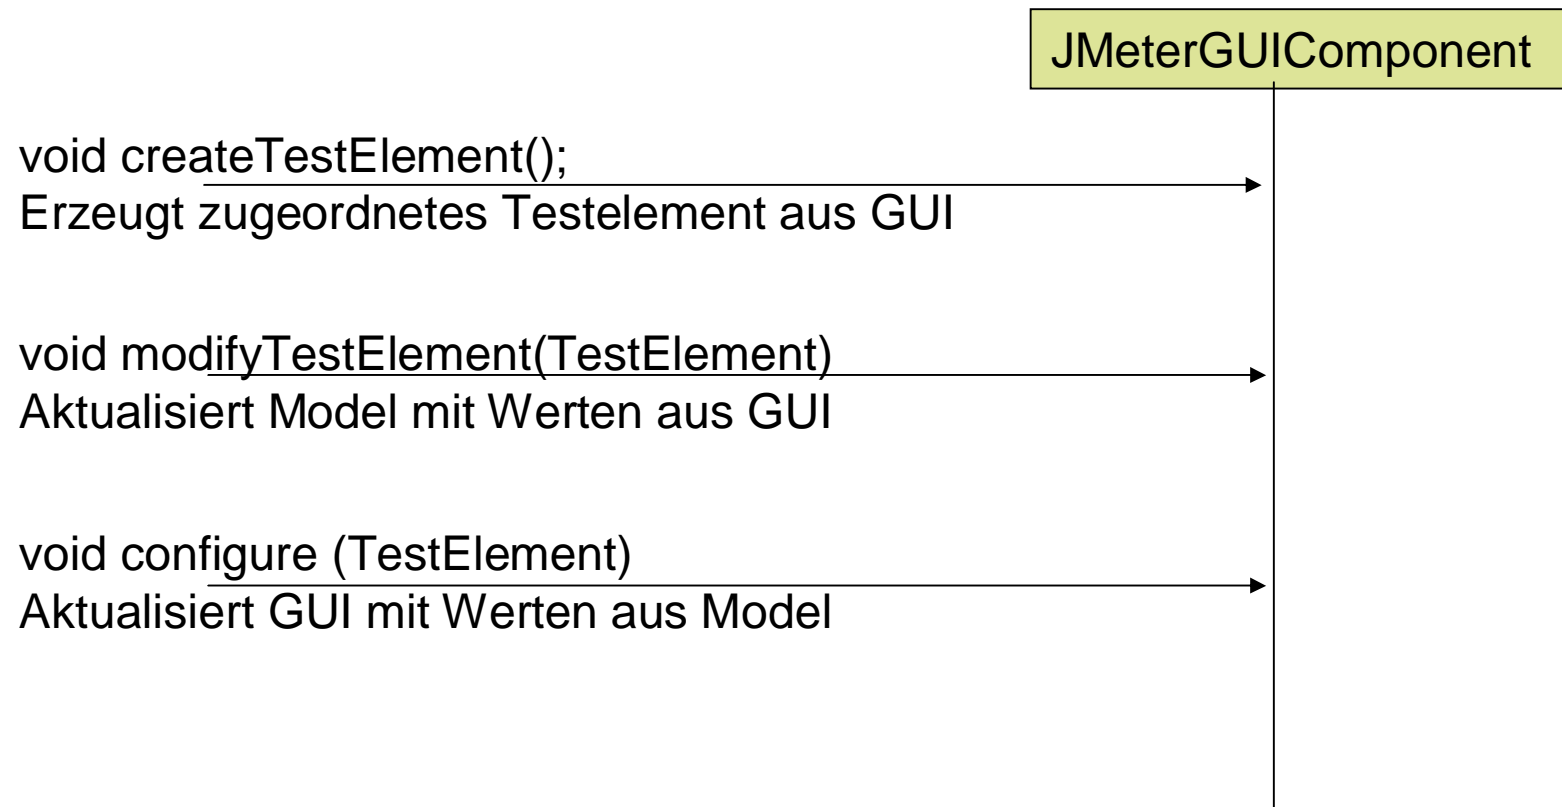 JMeterGUIComponent
void createTestElement();
Erzeugt zugeordnetes Testelement aus GUI
void modifyTestElement(TestElement)
Aktualisiert Model mit Werten aus GUI
void configure (TestElement)
Aktualisiert GUI mit Werten aus Model